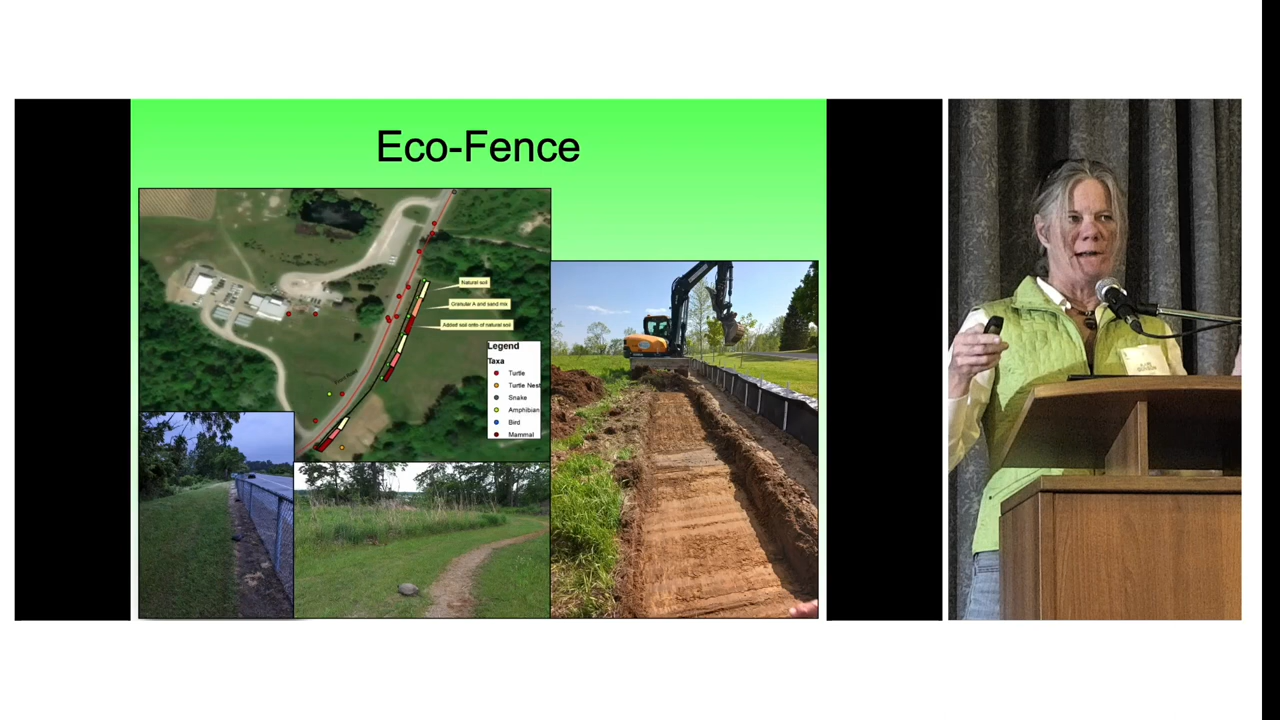 Eco-Fence
Natural soil
Granular A and sand mix
Added soil onto of natural soil
Legend
Taxa
Turtle
Turtle Nest
Snake
Amphibian
Bird
Mammal